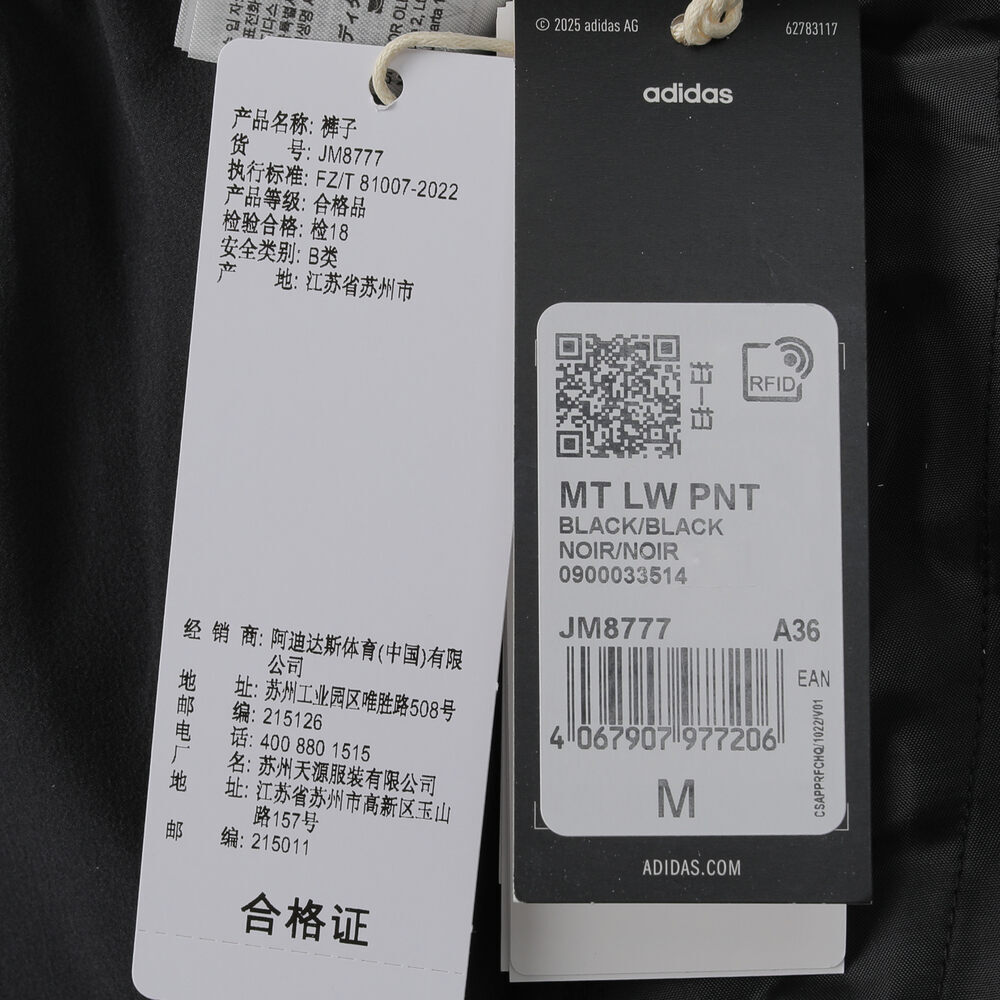 产品名称: 裤子
货 号: JM8777
执行标准: FZ/T 81007-2022
产品等级: 合格品
检验合格: 检18
安全类别: B类
产 地: 江苏省苏州市
经 销 商: 阿迪达斯体育(中国)有限
公司
地 址: 苏州工业园区唯胜路508号
邮 编: 215126
电 话: 400 880 1515
厂 名: 苏州天源服装有限公司
地 址: 江苏省苏州市高新区玉山
路157号
邮 编: 215011
合格证
© 2025 adidas AG
62783117
adidas
扫一扫
RFID
MT LW PNT
BLACK/BLACK
NOIR/NOIR
0900033514
JM8777 A36
EAN
4 067907 977206
CSAPPRFCHQ/1022/V01
M
ADIDAS.COM